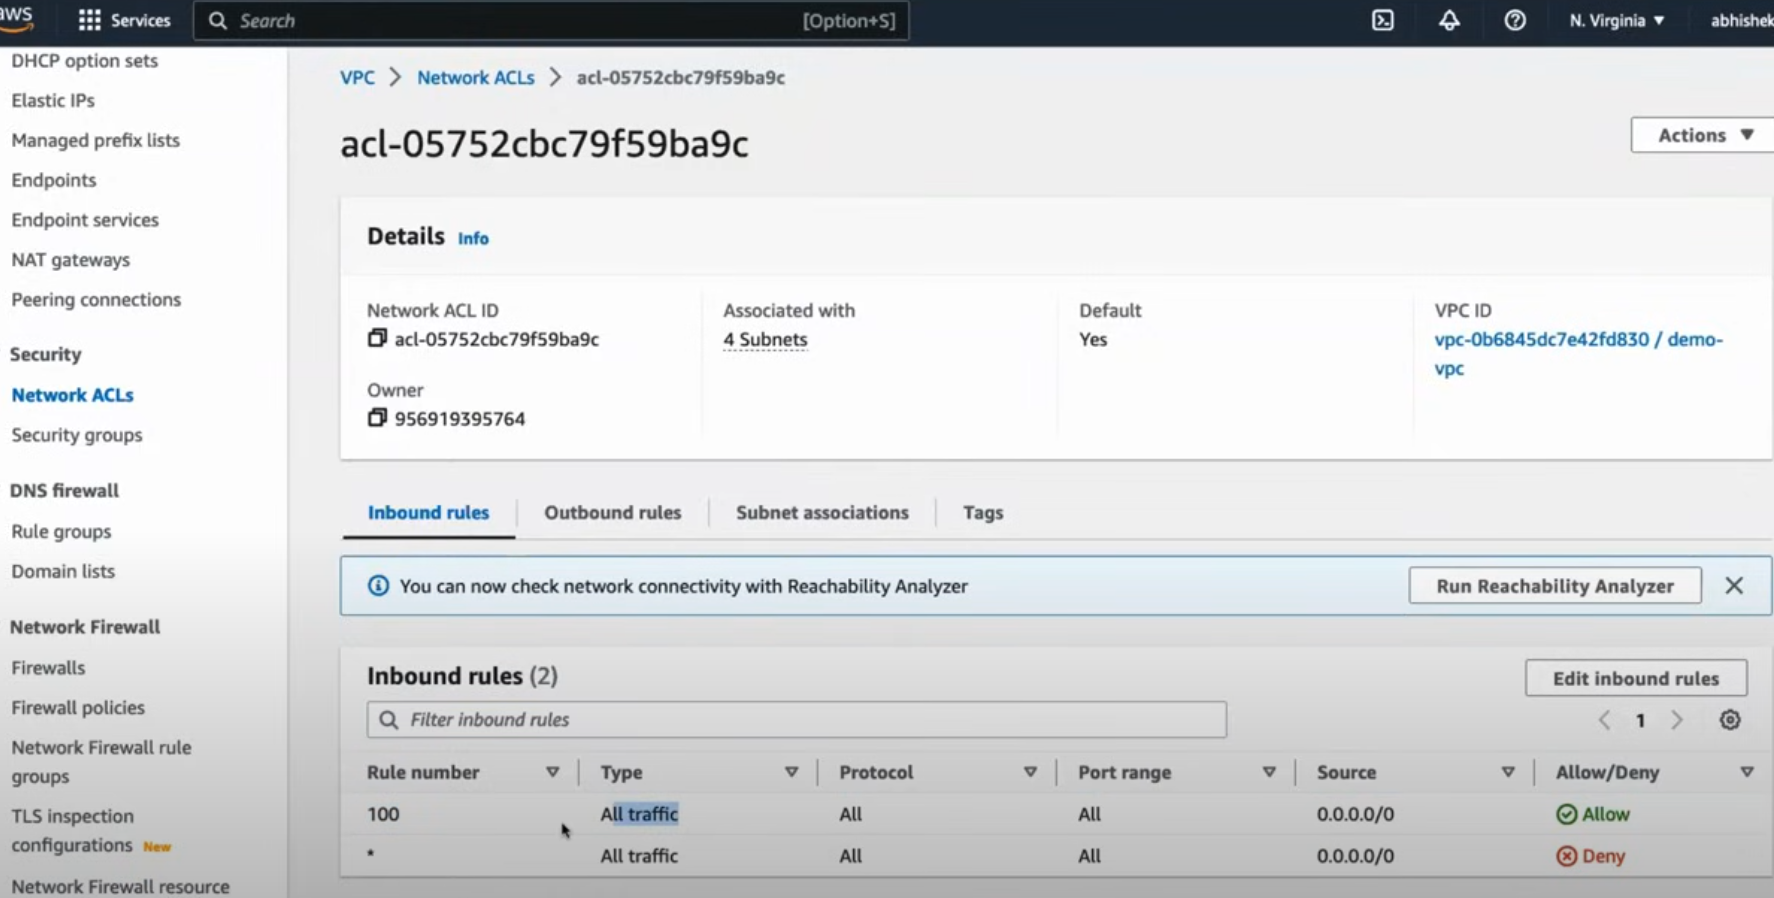 aws
Services
Search
[Option+S]
N. Virginia
abhishek
DHCP option sets
Elastic IPs
Managed prefix lists
Endpoints
Endpoint services
NAT gateways
Peering connections
Security
Network ACLs
Security groups
DNS firewall
Rule groups
Domain lists
Network Firewall
Firewalls
Firewall policies
Network Firewall rule
groups
TLS inspection
configurations New
Network Firewall resource
VPC > Network ACLs > acl-05752cbc79f59ba9c
acl-05752cbc79f59ba9c
Actions
Details Info
Network ACL ID
acl-05752cbc79f59ba9c
Owner
956919395764
Associated with
4 Subnets
Default
Yes
VPC ID
vpc-0b6845dc7e42fd830 / demo-
vpc
Inbound rules
Outbound rules
Subnet associations
Tags
You can now check network connectivity with Reachability Analyzer
Run Reachability Analyzer
Inbound rules (2)
Edit inbound rules
Filter inbound rules
1
Rule number Type Protocol Port range Source Allow/Deny
100 All traffic All All 0.0.0.0/0 Allow
* All traffic All All 0.0.0.0/0 Deny